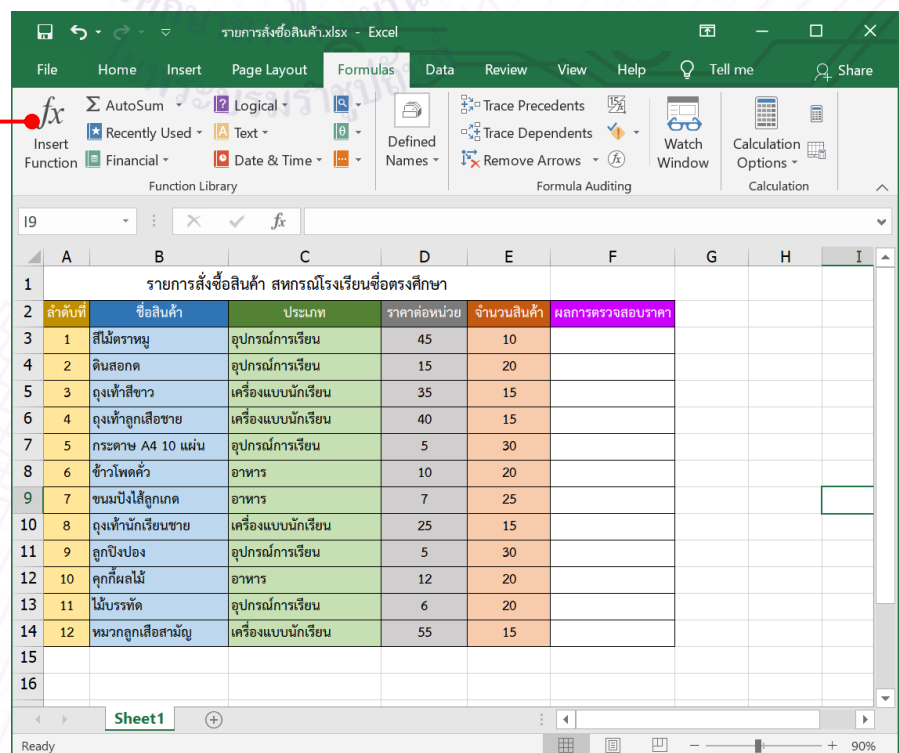 รายการสั่งซื้อสินค้า.xlsx - Excel
File Home Insert Page Layout Formulas Data Review View Help Tell me Share
fx Insert Function
Σ AutoSum
Recently Used
Financial
Logical
Text
Date & Time
Function Library
Defined Names
Trace Precedents
Trace Dependents
Remove Arrows
Formula Auditing
Watch Window
Calculation Options
Calculation
I9 fx
A B C D E F G H I
1 รายการสั่งซื้อสินค้า สหกรณ์โรงเรียนซื่อตรงศึกษา
2 ลำดับที่ ชื่อสินค้า ประเภท ราคาต่อหน่วย จำนวนสินค้า ผลการตรวจสอบราคา
3 1 สีไม้ตราหมู อุปกรณ์การเรียน 45 10
4 2 ดินสอกด อุปกรณ์การเรียน 15 20
5 3 ถุงเท้าสีขาว เครื่องแบบนักเรียน 35 15
6 4 ถุงเท้าลูกเสือชาย เครื่องแบบนักเรียน 40 15
7 5 กระดาษ A4 10 แผ่น อุปกรณ์การเรียน 5 30
8 6 ข้าวโพดคั่ว อาหาร 10 20
9 7 ขนมปังไส้ลูกเกด อาหาร 7 25
10 8 ถุงเท้านักเรียนชาย เครื่องแบบนักเรียน 25 15
11 9 ลูกปิงปอง อุปกรณ์การเรียน 5 30
12 10 คุกกี้ผลไม้ อาหาร 12 20
13 11 ไม้บรรทัด อุปกรณ์การเรียน 6 20
14 12 หมวกลูกเสือสามัญ เครื่องแบบนักเรียน 55 15
15
16
Sheet1
Ready 90%